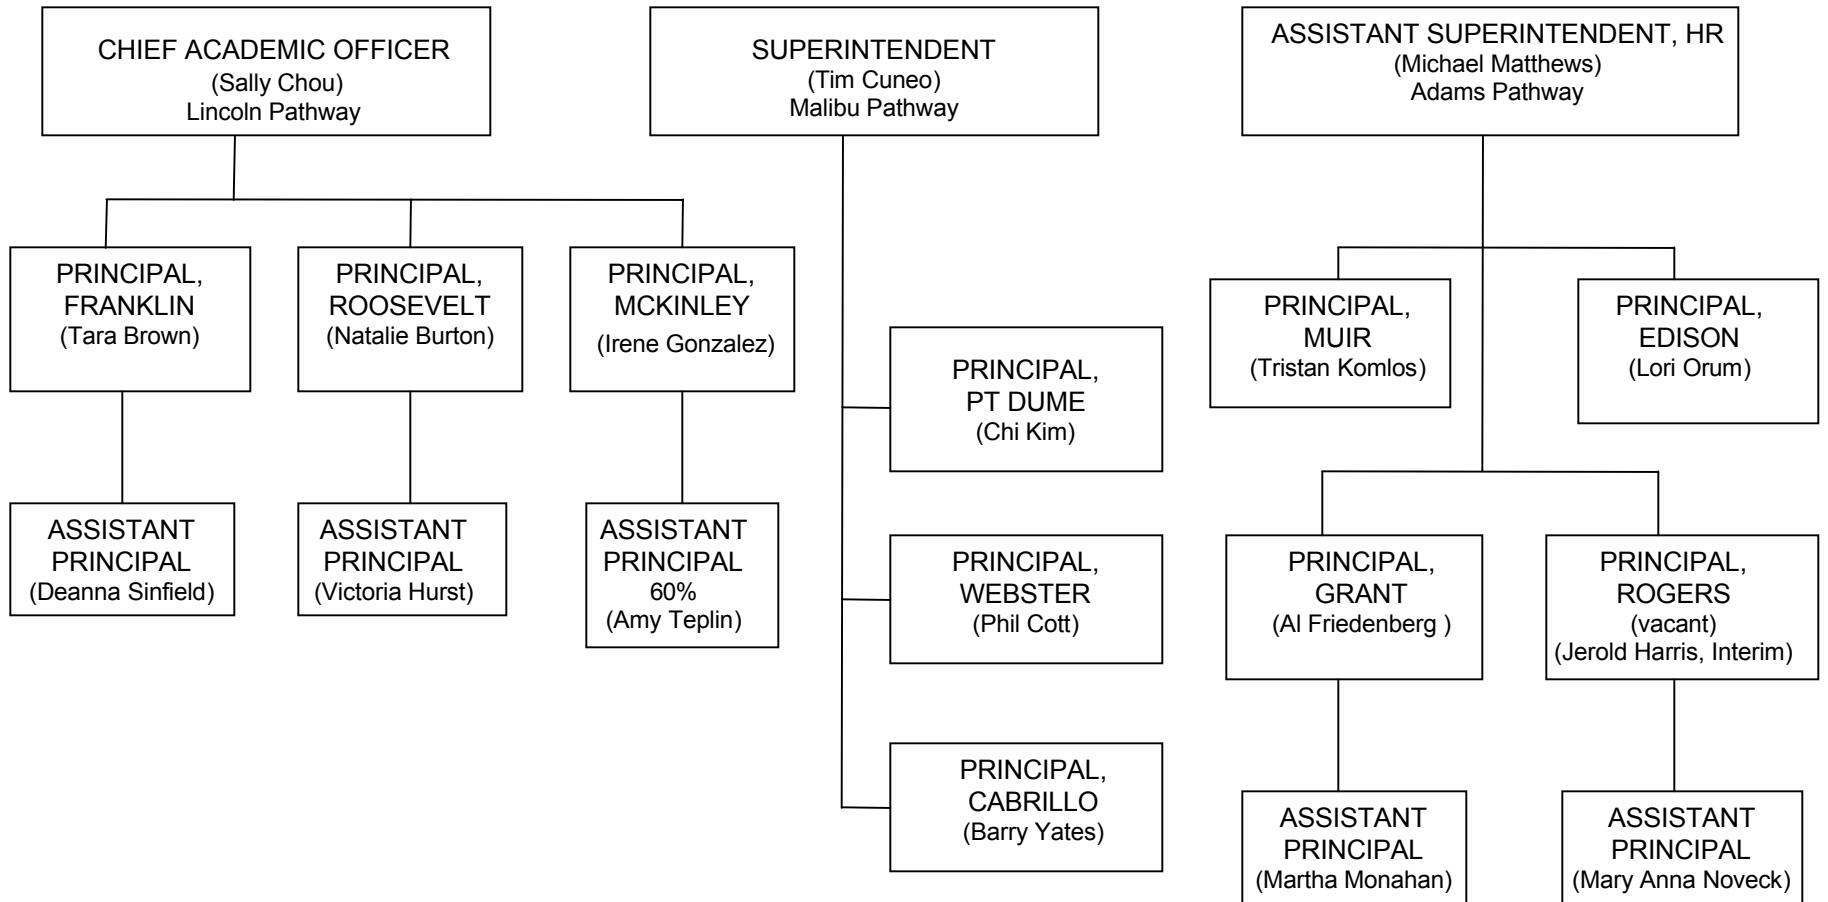 CHIEF ACADEMIC OFFICER
(Sally Chou)
Lincoln Pathway
SUPERINTENDENT
(Tim Cuneo)
Malibu Pathway
ASSISTANT SUPERINTENDENT, HR
(Michael Matthews)
Adams Pathway
PRINCIPAL,
FRANKLIN
(Tara Brown)
PRINCIPAL,
ROOSEVELT
(Natalie Burton)
PRINCIPAL,
MCKINLEY
(Irene Gonzalez)
ASSISTANT
PRINCIPAL
(Deanna Sinfield)
ASSISTANT
PRINCIPAL
(Victoria Hurst)
ASSISTANT
PRINCIPAL
60%
(Amy Teplin)
PRINCIPAL,
PT DUME
(Chi Kim)
PRINCIPAL,
WEBSTER
(Phil Cott)
PRINCIPAL,
CABRILLO
(Barry Yates)
PRINCIPAL,
MUIR
(Tristan Komlos)
PRINCIPAL,
EDISON
(Lori Orum)
PRINCIPAL,
GRANT
(Al Friedenberg )
PRINCIPAL,
ROGERS
(vacant)
(Jerold Harris, Interim)
ASSISTANT
PRINCIPAL
(Martha Monahan)
ASSISTANT
PRINCIPAL
(Mary Anna Noveck)